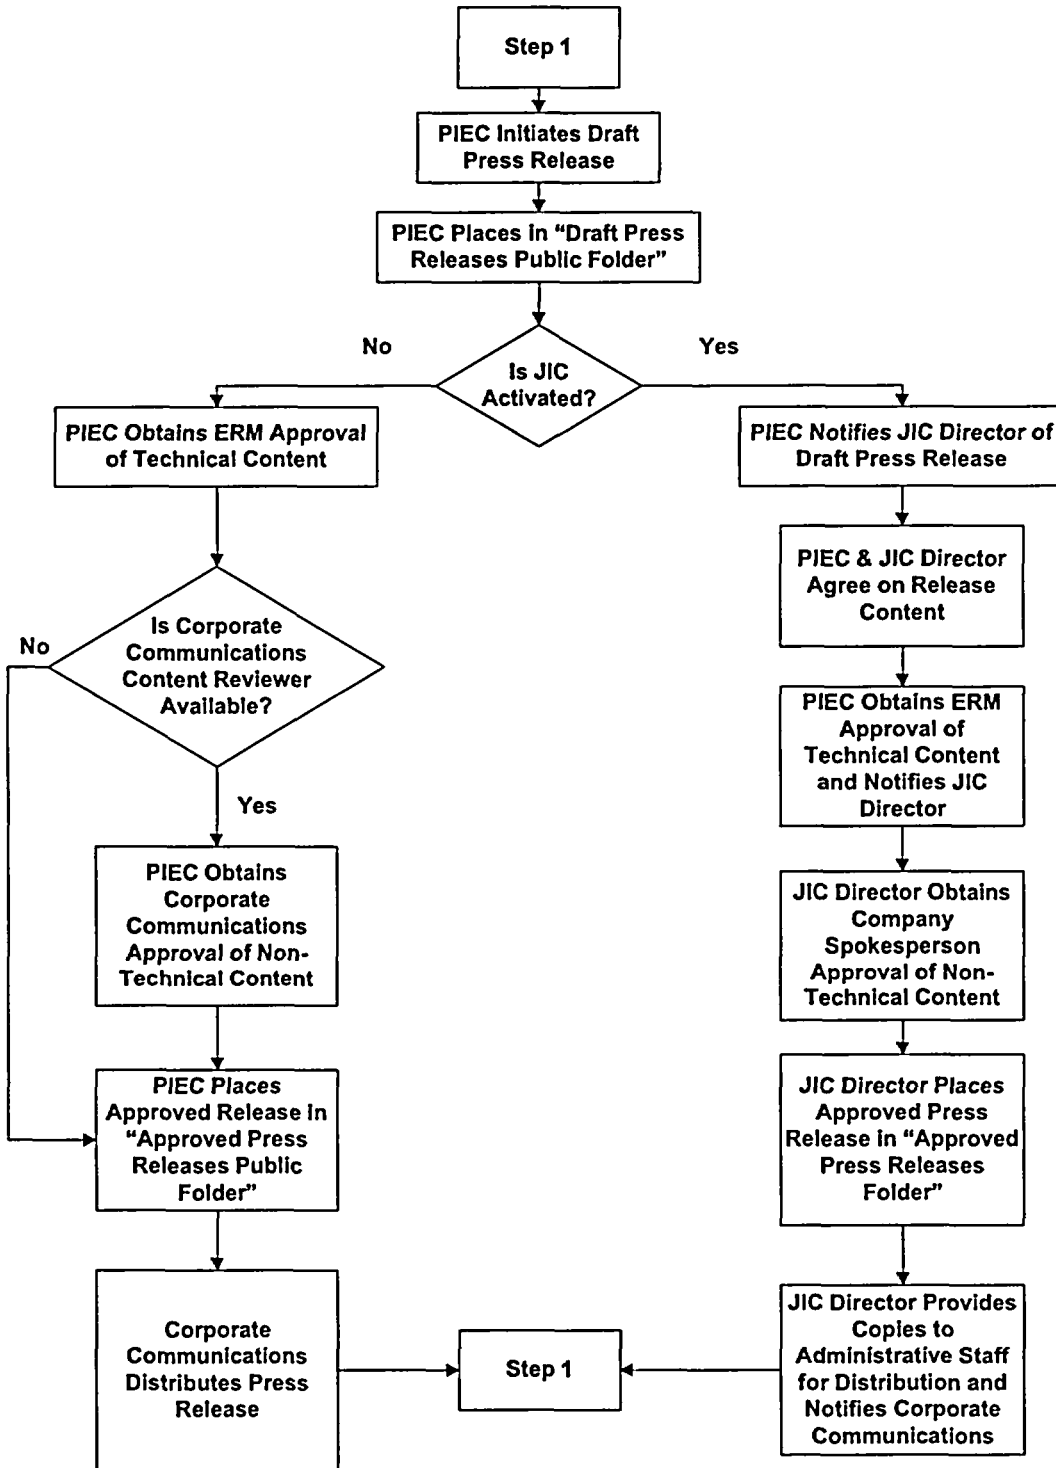 Step 1
PIEC Initiates Draft
Press Release
PIEC Places in “Draft Press
Releases Public Folder”
No
Yes
Is JIC
Activated?
PIEC Obtains ERM Approval
of Technical Content
PIEC Notifies JIC Director of
Draft Press Release
PIEC & JIC Director
Agree on Release
Content
No
Is Corporate
Communications
Content Reviewer
Available?
PIEC Obtains ERM
Approval of
Technical Content
and Notifies JIC
Director
Yes
PIEC Obtains
Corporate
Communications
Approval of Non-
Technical Content
JIC Director Obtains
Company
Spokesperson
Approval of Non-
Technical Content
PIEC Places
Approved Release in
“Approved Press
Releases Public
Folder”
JIC Director Places
Approved Press
Release in “Approved
Press Releases
Folder”
Corporate
Communications
Distributes Press
Release
Step 1
JIC Director Provides
Copies to
Administrative Staff
for Distribution and
Notifies Corporate
Communications